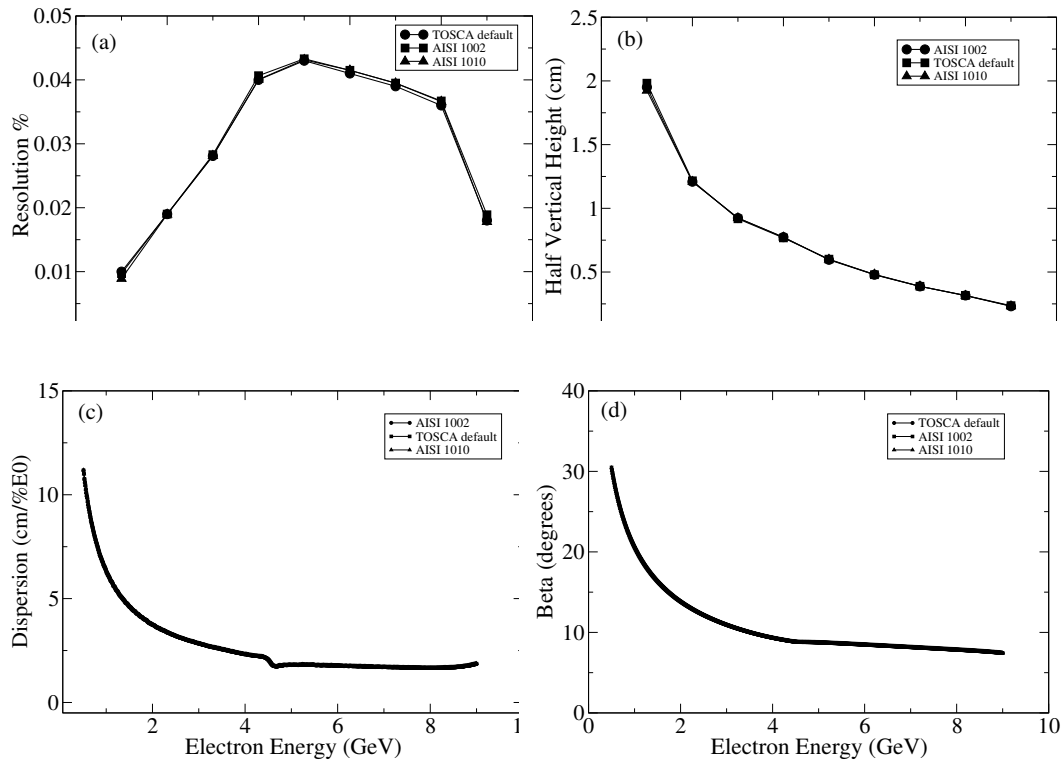 0.05
0.04
0.03
0.02
0.01
Resolution %
(a)
TOSCA default
AISI 1002
AISI 1010
2.5
2
1.5
1
0.5
Half Vertical Height (cm)
(b)
AISI 1002
TOSCA default
AISI 1010
15
10
5
0
Dispersion (cm/%E0)
(c)
AISI 1002
TOSCA default
AISI 1010
2
4
6
8
1
Electron Energy (GeV)
40
30
20
10
0
Beta (degrees)
(d)
TOSCA default
AISI 1002
AISI 1010
0
2
4
6
8
10
Electron Energy (GeV)